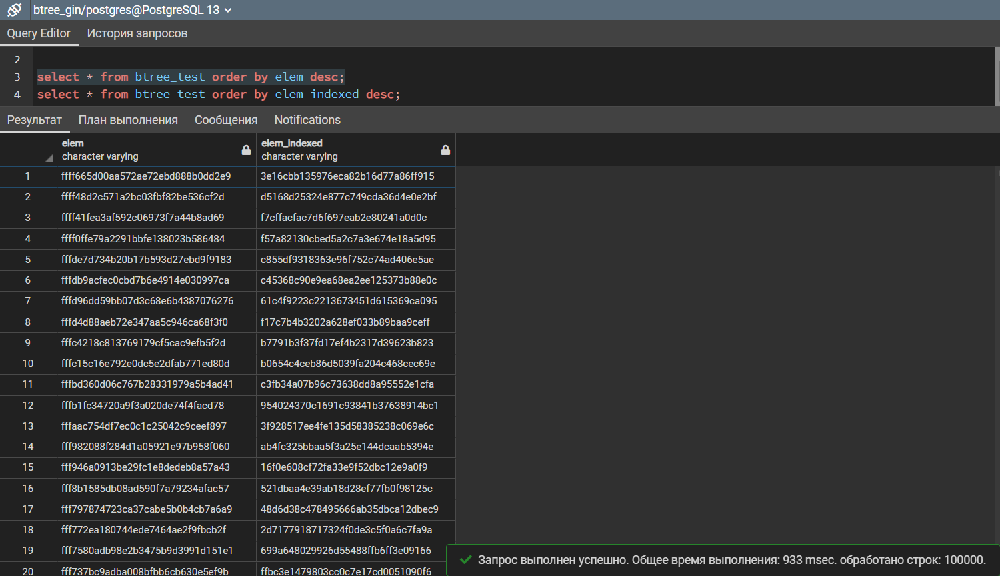 btree_gin/postgres@PostgreSQL 13
Query Editor История запросов
2
3 select * from btree_test order by elem desc;
4 select * from btree_test order by elem_indexed desc;
Результат План выполнения Сообщения Notifications
elem elem_indexed
character varying character varying
1 ffff665d00aa572ae72ebd888b0dd2e9 3e16cbb135976eca82b16d77a86ff915
2 ffff48d2c571a2bc03fbf82be536cf2d d5168d25324e877c749cda36d4e0e2bf
3 ffff41fea3af592c06973f7a44b8ad69 f7cffacfac7d6f697eab2e80241a0d0c
4 ffff0ffe79a2291bbfe138023b586484 f57a82130cbed5a2c7a3e674e18a5d95
5 fffde7d734b20b17b593d27ebd9f9183 c855df9318363e96f752c74ad406e5ae
6 fffdb9acfec0cbd7b6e4914e030997ca c45368c90e9ea68ea2ee125373b88e0c
7 fffd96dd59bb07d3c68e6b4387076276 61c4f9223c2213673451d615369ca095
8 fffd4d88aeb72e347aa5c946ca68f3f0 f17c7b4b3202a628ef033b89baa9ceff
9 fffc4218c813769179cf5cac9efb5f2d b7791b3f37fd17ef4b2317d39623b823
10 fffc15c16e792e0dc5e2dfab771ed80d b0654c4ceb86d5039fa204c468cec69e
11 fffbd360d06c767b28331979a5b4ad41 c3fb34a07b96c73638dd8a95552e1cfa
12 fffb1fc34720a9f3a020de74f4facd78 954024370c1691c93841b37638914bc1
13 fffaac754df7ec0c1c25042c9ceef897 3f928517ee4fe135d58385238c069e6c
14 fff982088f284d1a05921e97b958f060 ab4fc325bbaa5f3a25e144dcaab5394e
15 fff946a0913be29fc1e8dedeb8a57a43 16f0e608cf72fa33e9f52dbc12e9a0f9
16 fff8b1585db08ad590f7a79234afac57 521dbaa4e39ab18d28ef77fb0f98125c
17 fff797874723ca37cabe5b0b4cb7a6a9 48d6d38c478495666ab35dbca12dbec9
18 fff772ea180744ede7464ae2f9fbcb2f 2d7177918717324f0de3c5f0a6c7fa9a
19 fff7580adb98e2b3475b9d3991d151e1 699a648029926d55488ffb6ff3e09166
20 fff737bc9adba008bfbb6cb630e5ef9b ffbc3e1479803cc0c7e17cd0051090f6
Запрос выполнен успешно. Общее время выполнения: 933 msec. обработано строк: 100000.